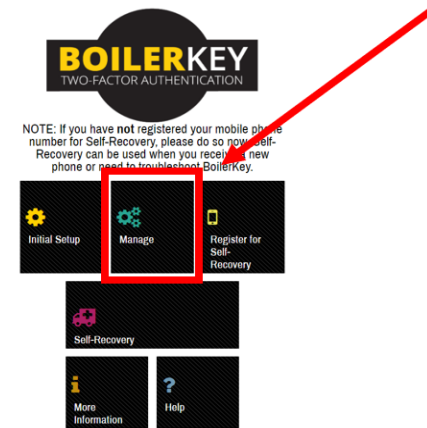 BOILERKEY
TWO-FACTOR AUTHENTICATION
NOTE: If you have not registered your mobile phone
number for Self-Recovery, please do so now. Self-
Recovery can be used when you receive a new
phone or need to troubleshoot BoilerKey.
Initial Setup
Manage
Register for
Self-
Recovery
Self-Recovery
More
Information
Help